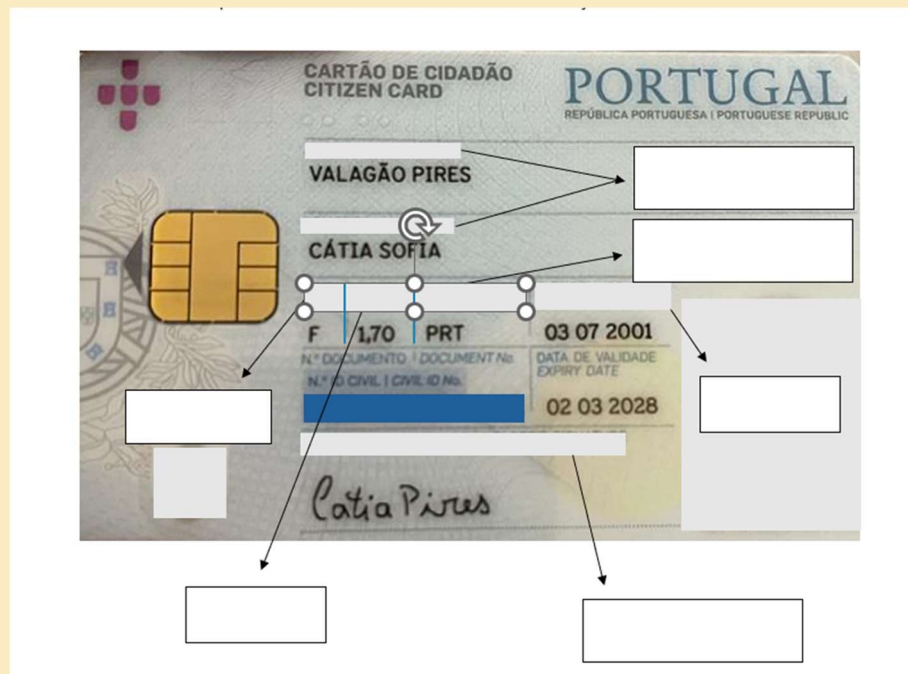 CARTÃO DE CIDADÃO
CITIZEN CARD
PORTUGAL
REPÚBLICA PORTUGUESA | PORTUGUESE REPUBLIC
VALAGÃO PIRES
CÁTIA SOFIA
F 1,70 PRT 03 07 2001
N.º DOCUMENTO | DOCUMENT No.
DATA DE VALIDADE
EXPIRY DATE
N.º ID CIVIL | CIVIL ID No.
02 03 2028
Catia Pires